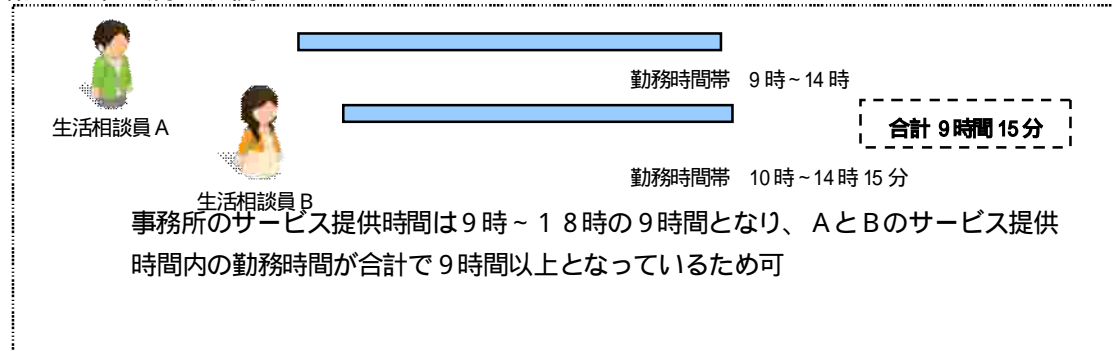 勤務時間帯 9時~14時
生活相談員A
合計 9時間15分
勤務時間帯 10時~14時15分
生活相談員B
事務所のサービス提供時間は9時~18時の9時間となり、AとBのサービス提供
時間内の勤務時間が合計で9時間以上となっているため可